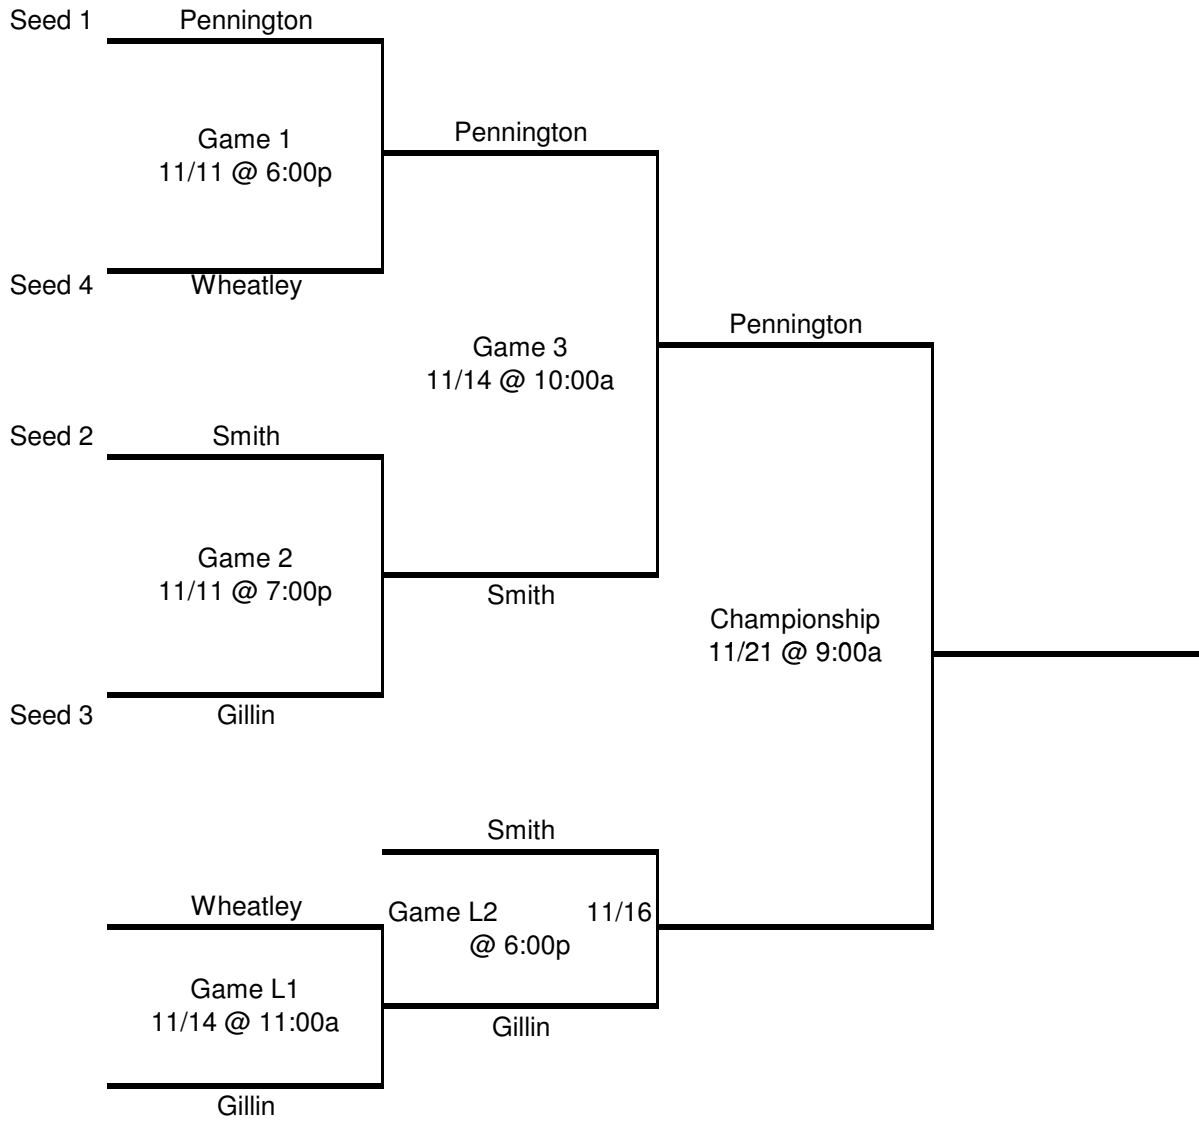 Seed 1
Pennington
Game 1
11/11 @ 6:00p
Pennington
Seed 4
Wheatley
Game 3
11/14 @ 10:00a
Pennington
Seed 2
Smith
Game 2
11/11 @ 7:00p
Smith
Seed 3
Gillin
Championship
11/21 @ 9:00a
Smith
Wheatley
Game L2 11/16
@ 6:00p
Game L1
11/14 @ 11:00a
Gillin
Gillin